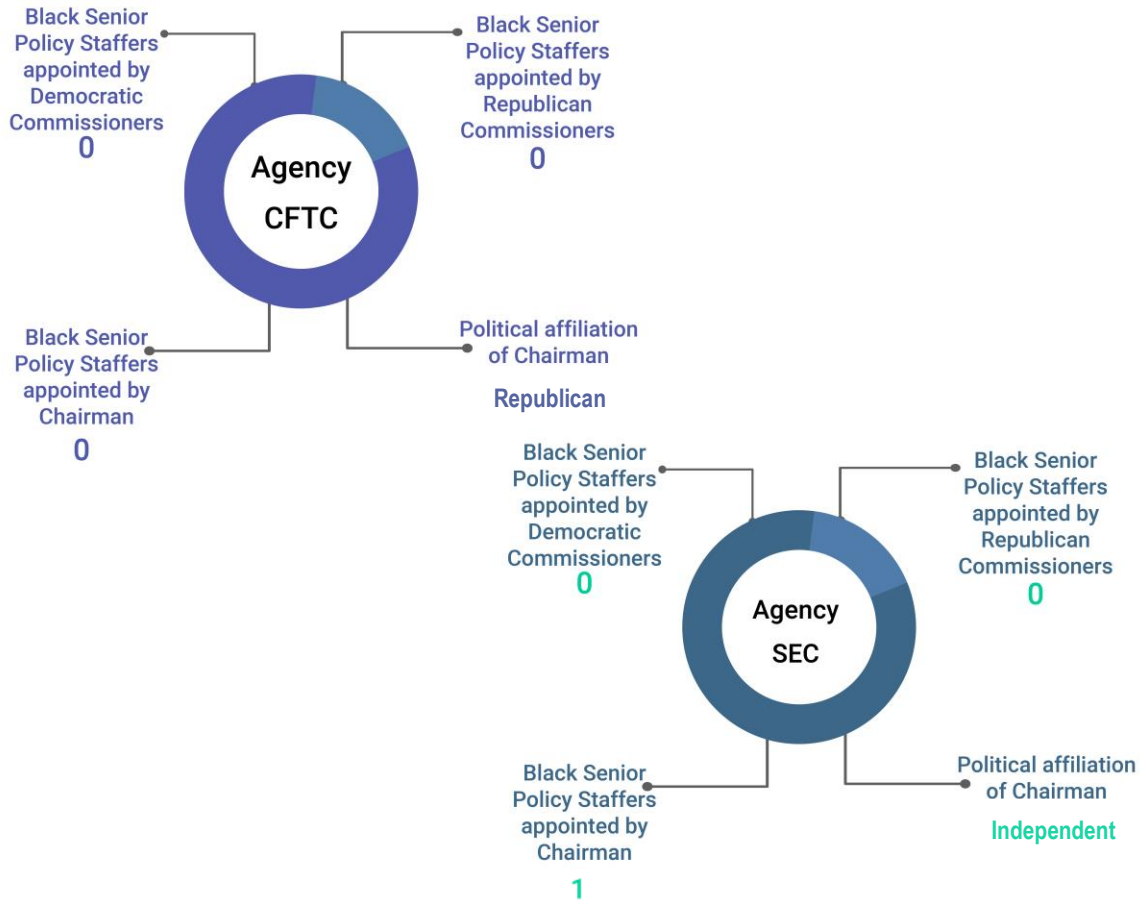 Black Senior
Policy Staffers
appointed by
Democratic
Commissioners
0
Black Senior
Policy Staffers
appointed by
Republican
Commissioners
0
Agency
CFTC
Black Senior
Policy Staffers
appointed by
Chairman
0
Political affiliation
of Chairman
Republican
Black Senior
Policy Staffers
appointed by
Democratic
Commissioners
0
Black Senior
Policy Staffers
appointed by
Republican
Commissioners
0
Agency
SEC
Black Senior
Policy Staffers
appointed by
Chairman
1
Political affiliation
of Chairman
Independent